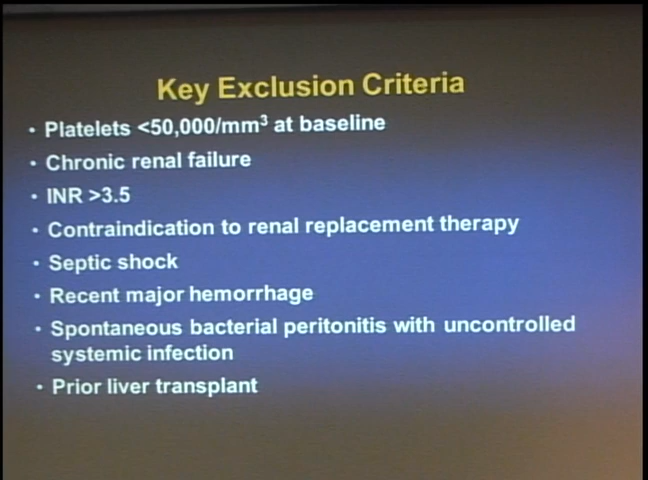 Key Exclusion Criteria
• Platelets <50,000/mm³ at baseline
• Chronic renal failure
• INR >3.5
• Contraindication to renal replacement therapy
• Septic shock
• Recent major hemorrhage
• Spontaneous bacterial peritonitis with uncontrolled
systemic infection
• Prior liver transplant